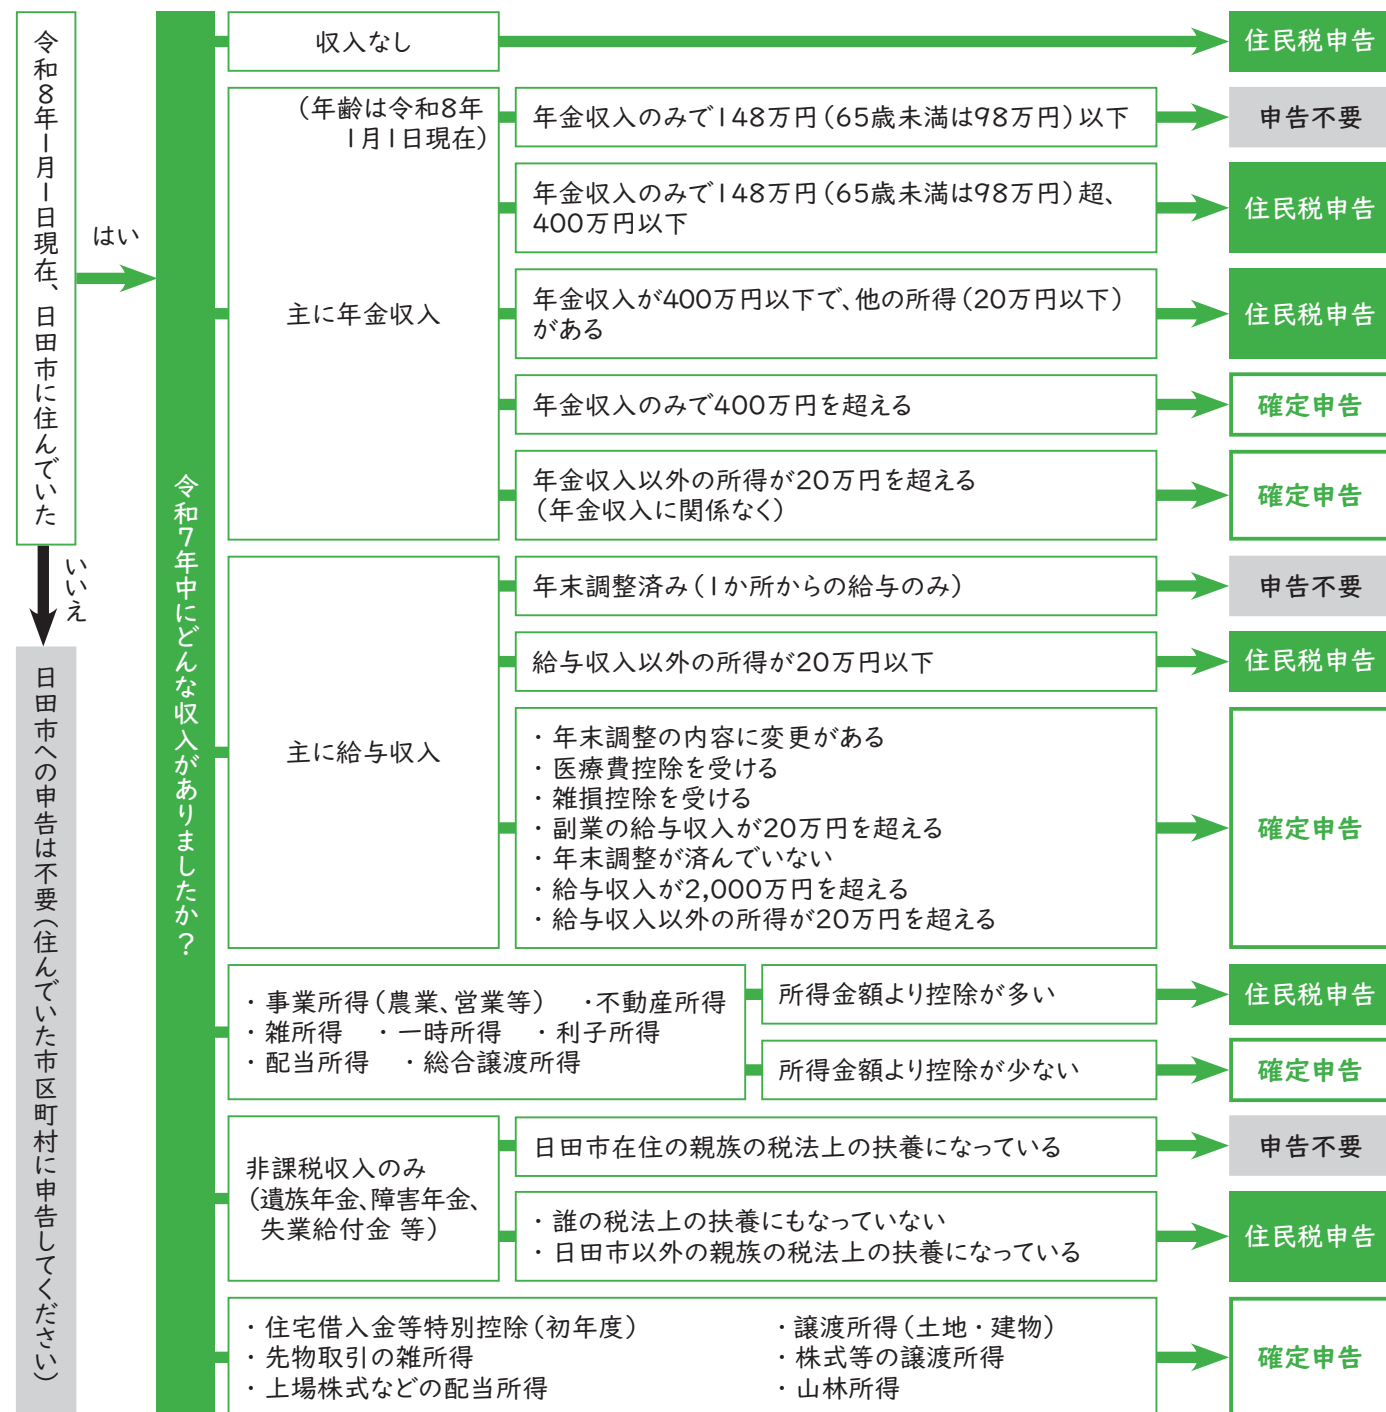 令和8年1月1日現在、日田市に住んでいた
はい
いいえ
日田市への申告は不要(住んでいた市区町村に申告してください)
令和7年中にどんな収入がありましたか?
収入なし
住民税申告
主に年金収入
(年齢は令和8年
1月1日現在)
年金収入のみで148万円(65歳未満は98万円)以下
申告不要
年金収入のみで148万円(65歳未満は98万円)超、
400万円以下
住民税申告
年金収入が400万円以下で、他の所得(20万円以下)
がある
住民税申告
年金収入のみで400万円を超える
確定申告
年金収入以外の所得が20万円を超える
(年金収入に関係なく)
確定申告
主に給与収入
年末調整済み(1か所からの給与のみ)
申告不要
給与収入以外の所得が20万円以下
住民税申告
・年末調整の内容に変更がある
・医療費控除を受ける
・雑損控除を受ける
・副業の給与収入が20万円を超える
・年末調整が済んでいない
・給与収入が2,000万円を超える
・給与収入以外の所得が20万円を超える
確定申告
・事業所得(農業、営業等) ・不動産所得
・雑所得 ・一時所得 ・利子所得
・配当所得 ・総合譲渡所得
所得金額より控除が多い
住民税申告
所得金額より控除が少ない
確定申告
非課税収入のみ
(遺族年金、障害年金、
失業給付金 等)
日田市在住の親族の税法上の扶養になっている
申告不要
・誰の税法上の扶養にもなっていない
・日田市以外の親族の税法上の扶養になっている
住民税申告
・住宅借入金等特別控除(初年度) ・譲渡所得(土地・建物)
・先物取引の雑所得 ・株式等の譲渡所得
・上場株式などの配当所得 ・山林所得
確定申告